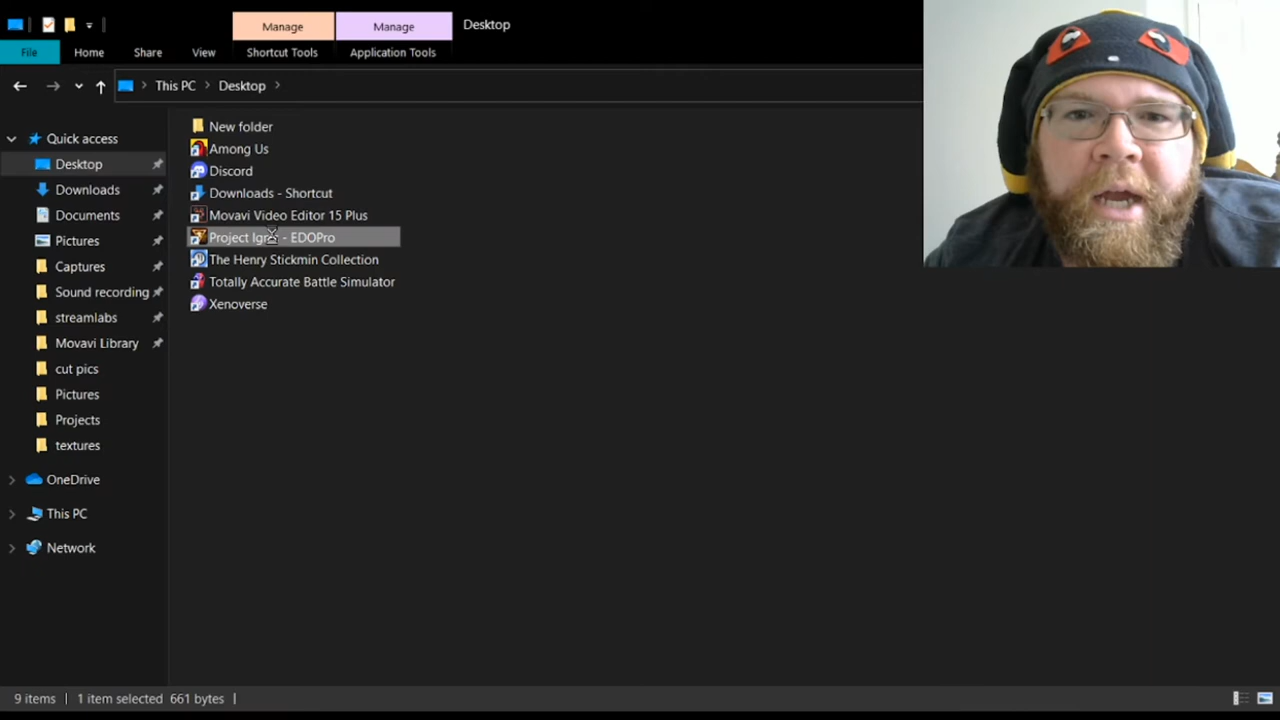 Manage
Manage
Desktop
File
Home
Share
View
Shortcut Tools
Application Tools
This PC
Desktop
Quick access
Desktop
Downloads
Documents
Pictures
Captures
Sound recording
streamlabs
Movavi Library
cut pics
Pictures
Projects
textures
OneDrive
This PC
Network
New folder
Among Us
Discord
Downloads - Shortcut
Movavi Video Editor 15 Plus
Project - EDOPro
The Henry Stickmin Collection
Totally Accurate Battle Simulator
Xenoverse
9 items
1 item selected 661 bytes